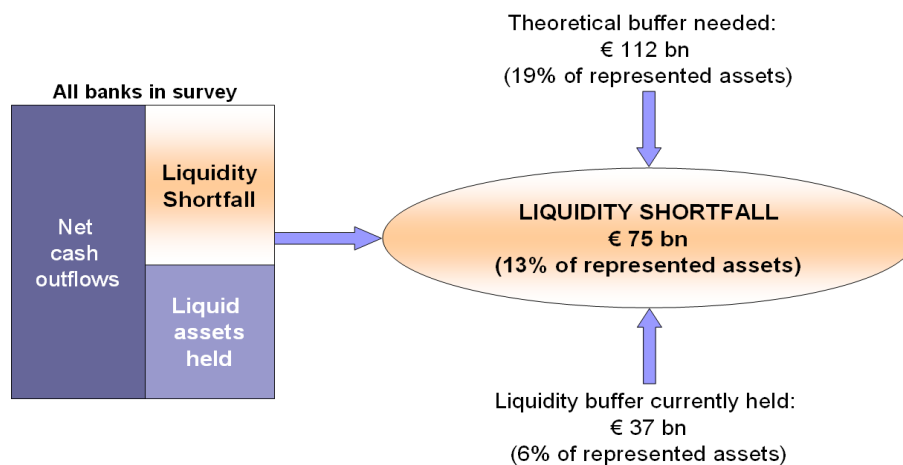 Theoretical buffer needed:
€ 112 bn
(19% of represented assets)
All banks in survey
Liquidity
Shortfall
Net
cash
outflows
Liquid
assets
held
LIQUIDITY SHORTFALL
€ 75 bn
(13% of represented assets)
Liquidity buffer currently held:
€ 37 bn
(6% of represented assets)